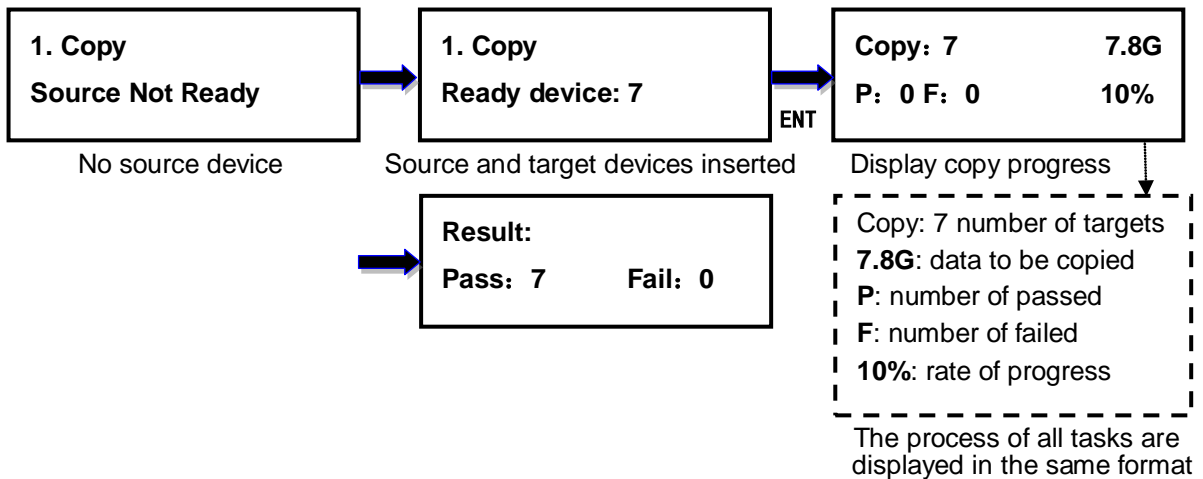 1. Copy
Source Not Ready
No source device
1. Copy
Ready device: 7
Source and target devices inserted
ENT
Copy：7 7.8G
P：0 F：0 10%
Display copy progress
Copy: 7 number of targets
7.8G: data to be copied
P: number of passed
F: number of failed
10%: rate of progress
The process of all tasks are
displayed in the same format
Result:
Pass：7 Fail：0